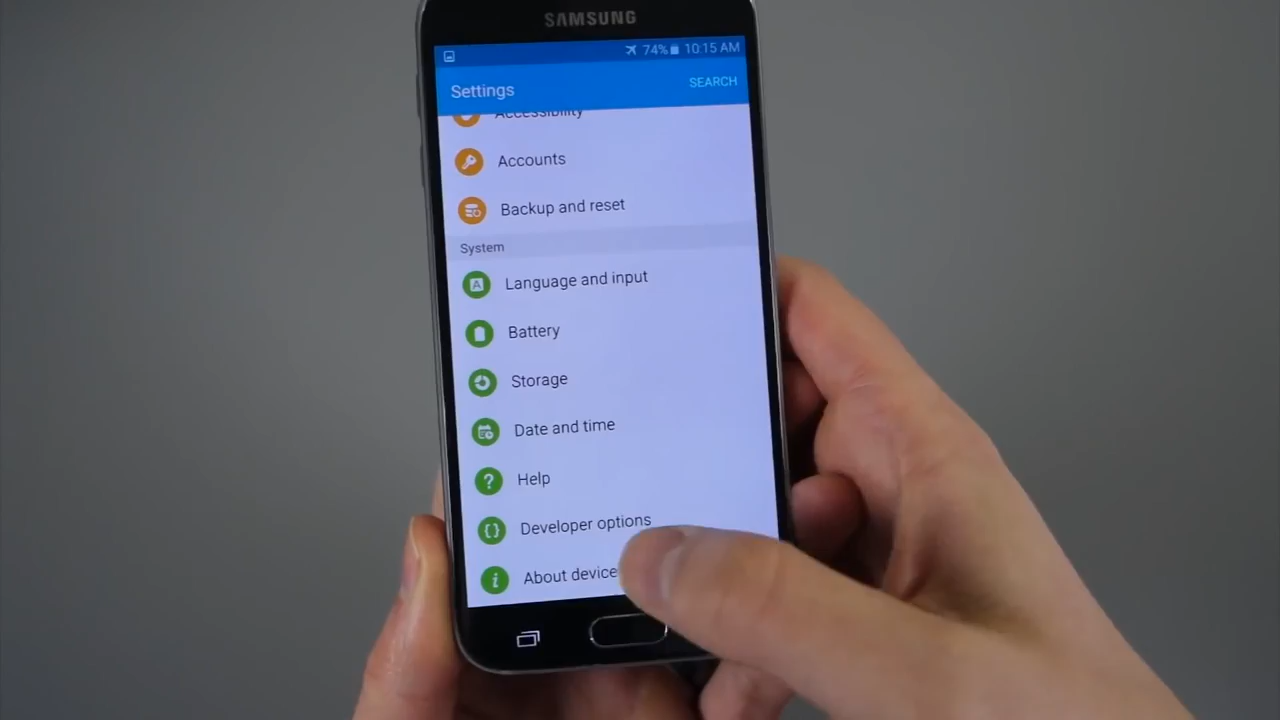 SAMSUNG
74% 10:15 AM
Settings SEARCH
Accessibility
Accounts
Backup and reset
System
Language and input
Battery
Storage
Date and time
Help
Developer options
About device